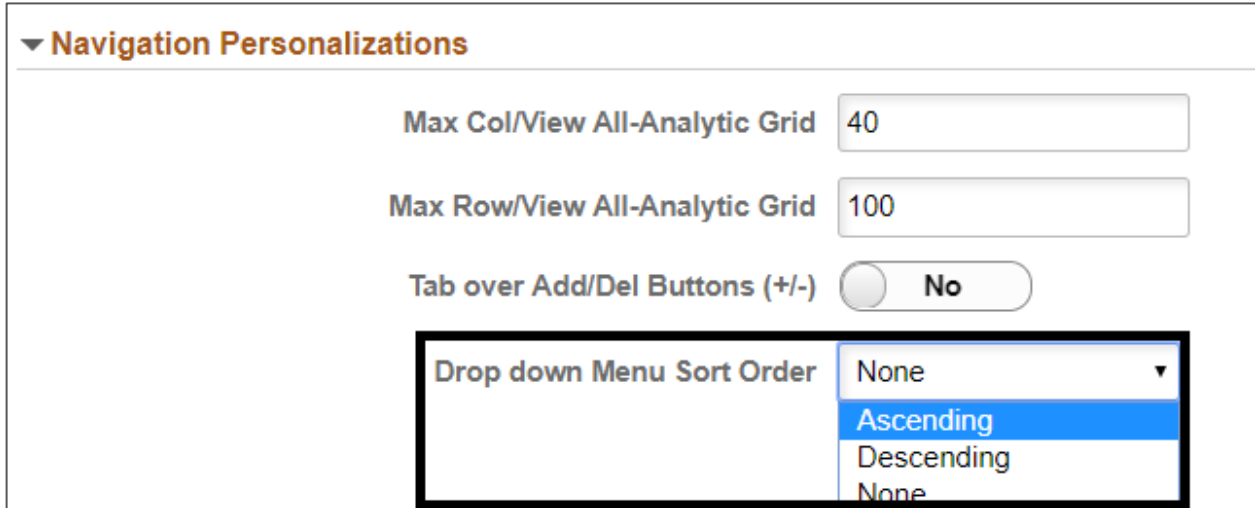 Navigation Personalizations
Max Col/View All-Analytic Grid 40
Max Row/View All-Analytic Grid 100
Tab over Add/Del Buttons (+/-) No
Drop down Menu Sort Order None
Ascending
Descending
None